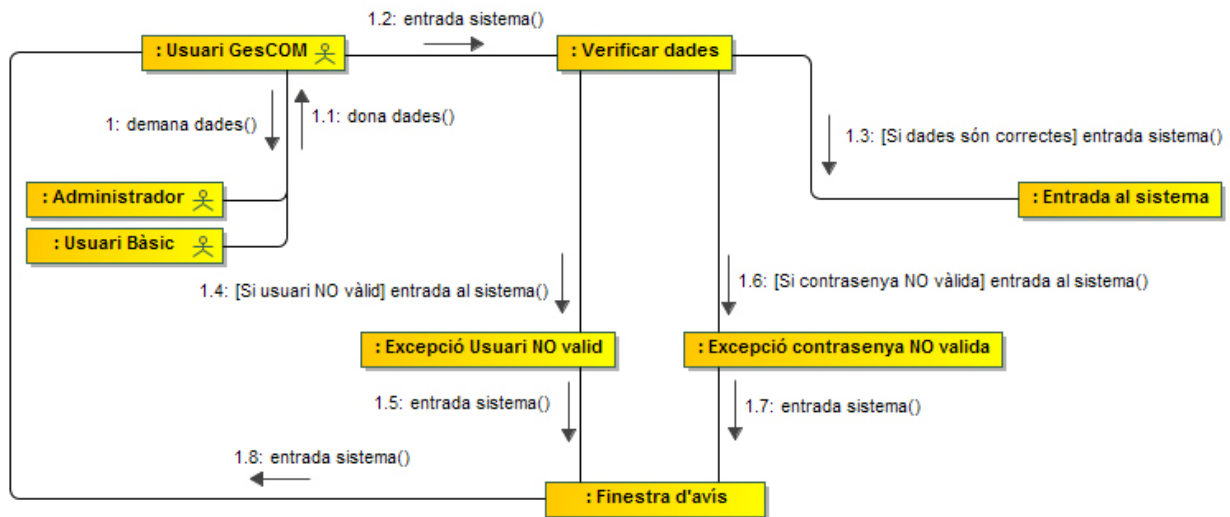 1.2: entrada sistema()
: Usuari GesCOM
: Verificar dades
1: demana dades()
1.1: dona dades()
1.3: [Si dades són correctes] entrada sistema()
: Administrador
: Entrada al sistema
: Usuari Bàsic
1.4: [Si usuari NO vàlid] entrada al sistema()
1.6: [Si contrasenya NO vàlida] entrada al sistema()
: Excepció Usuari NO valid
: Excepció contrasenya NO valida
1.5: entrada sistema()
1.7: entrada sistema()
1.8: entrada sistema()
: Finestra d'avís